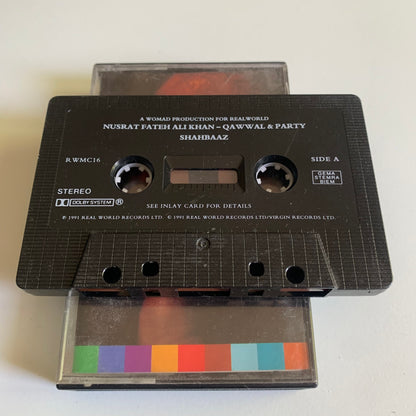 A WOMAD PRODUCTION FOR REALWORLD
NUSRAT FATEH ALI KHAN – QAWWAL & PARTY
SHAHBAAZ
RWMC16
SIDE A
STEREO
DOLBY SYSTEM ®
GEMA
STEMRA
BIEM
SEE INLAY CARD FOR DETAILS
℗ 1991 REAL WORLD RECORDS LTD. © 1991 REAL WORLD RECORDS LTD/VIRGIN RECORDS LTD.